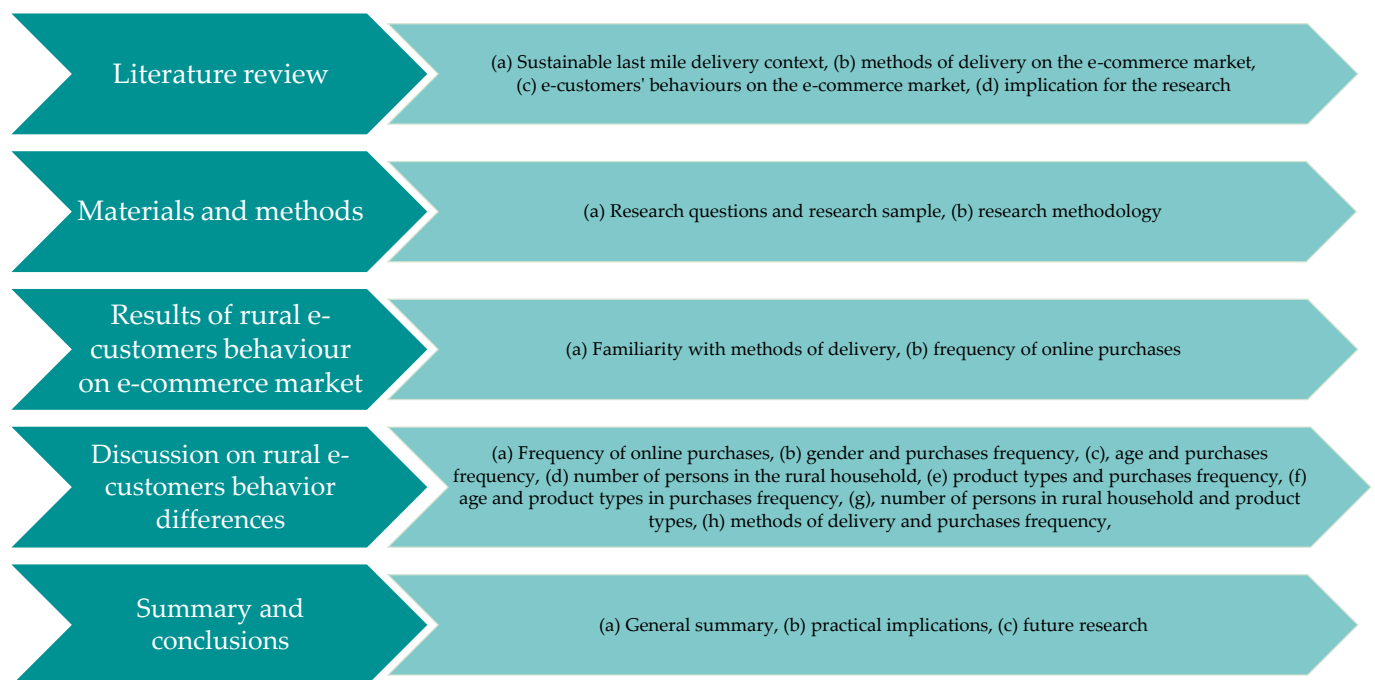 Literature review
(a) Sustainable last mile delivery context, (b) methods of delivery on the e-commerce market,
(c) e-customers' behaviours on the e-commerce market, (d) implication for the research
Materials and methods
(a) Research questions and research sample, (b) research methodology
Results of rural e-
customers behaviour
on e-commerce market
(a) Familiarity with methods of delivery, (b) frequency of online purchases
Discussion on rural e-
customers behavior
differences
(a) Frequency of online purchases, (b) gender and purchases frequency, (c), age and purchases
frequency, (d) number of persons in the rural household, (e) product types and purchases frequency, (f)
age and product types in purchases frequency, (g), number of persons in rural household and product
types, (h) methods of delivery and purchases frequency,
Summary and
conclusions
(a) General summary, (b) practical implications, (c) future research